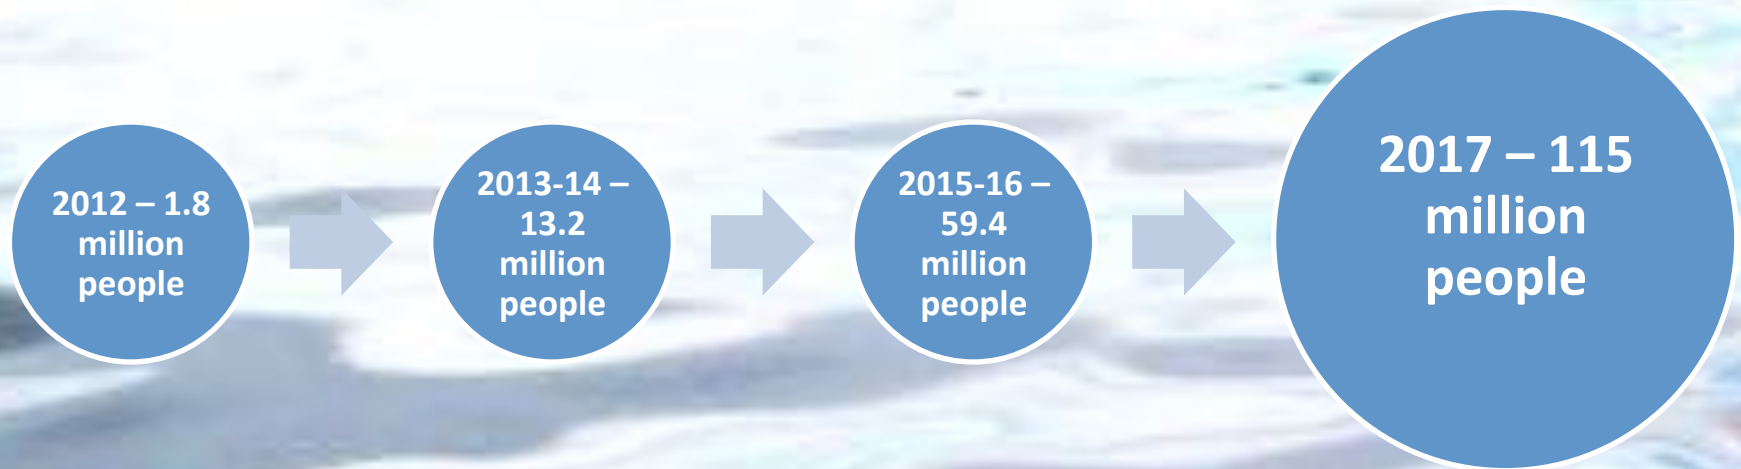 2012 – 1.8
million
people
2013-14 –
13.2
million
people
2015-16 –
59.4
million
people
2017 – 115
million
people